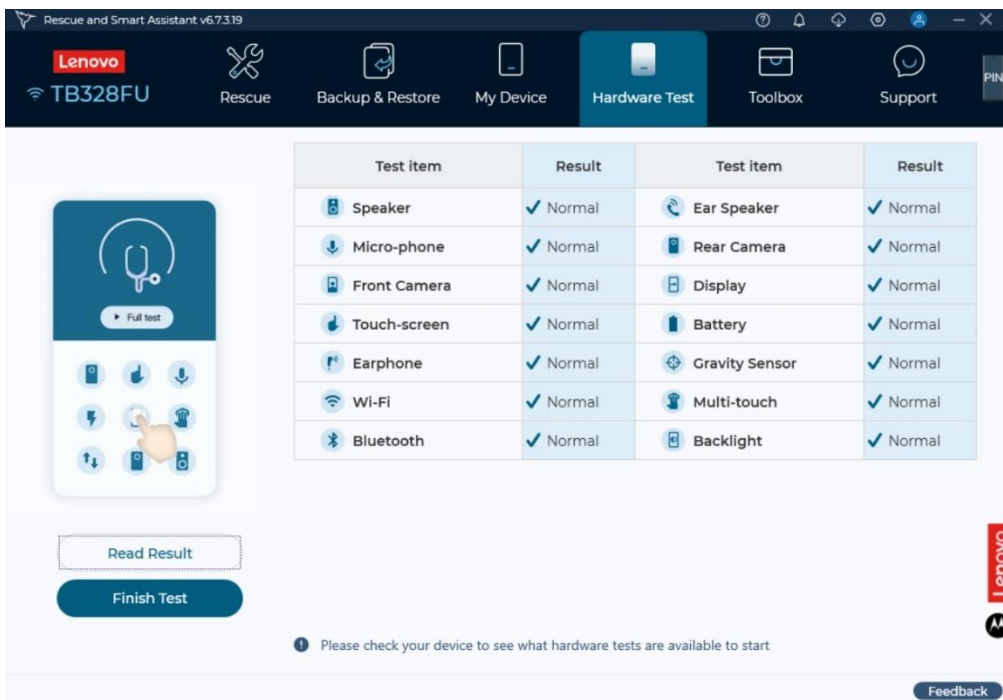 Rescue and Smart Assistant v6.7.3.19
Lenovo
TB328FU
Rescue
Backup & Restore
My Device
Hardware Test
Toolbox
Support
PIN
Test item Result Test item Result
Speaker Normal Ear Speaker Normal
Micro-phone Normal Rear Camera Normal
Front Camera Normal Display Normal
Touch-screen Normal Battery Normal
Earphone Normal Gravity Sensor Normal
Wi-Fi Normal Multi-touch Normal
Bluetooth Normal Backlight Normal
Full test
Read Result
Finish Test
Lenovo
Please check your device to see what hardware tests are available to start
Feedback